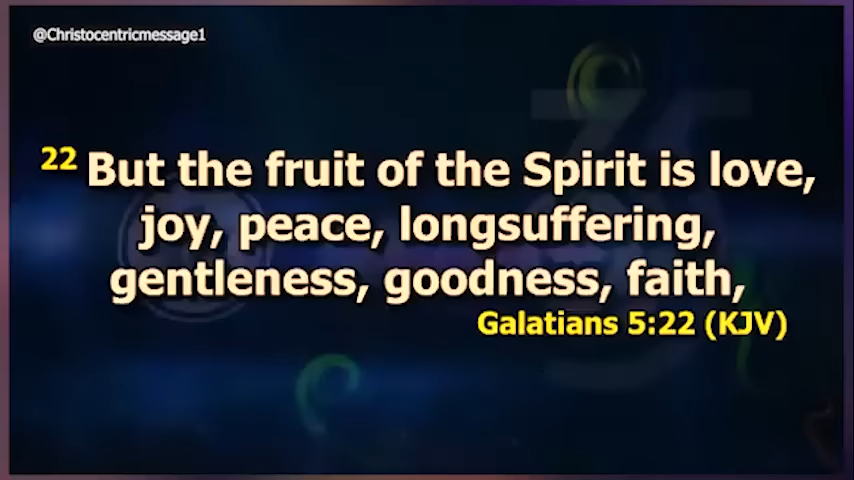 @Christocentricmessage1
22 But the fruit of the Spirit is love,
joy, peace, longsuffering,
gentleness, goodness, faith,
Galatians 5:22 (KJV)